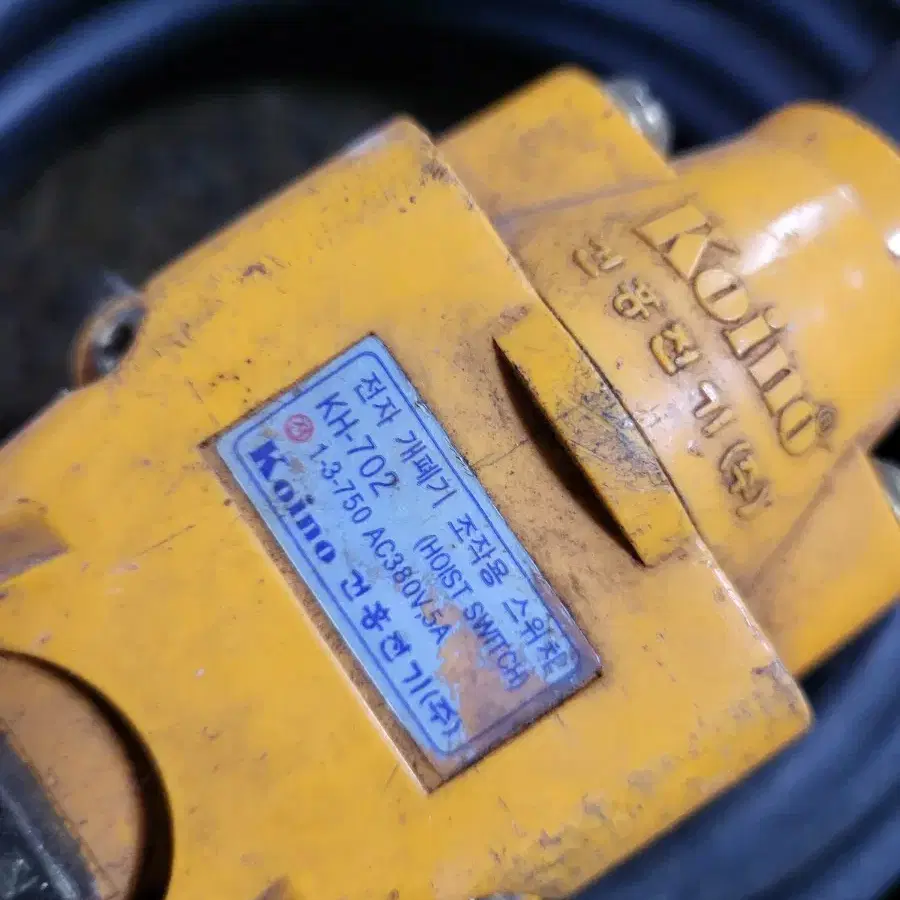 전자 개폐기 조작용 스위치
KH-702 (HOIST SWITCH)
1-3-750 AC380V,5A
Koino 건흥전기(주)
Koino®
건흥전기(주)